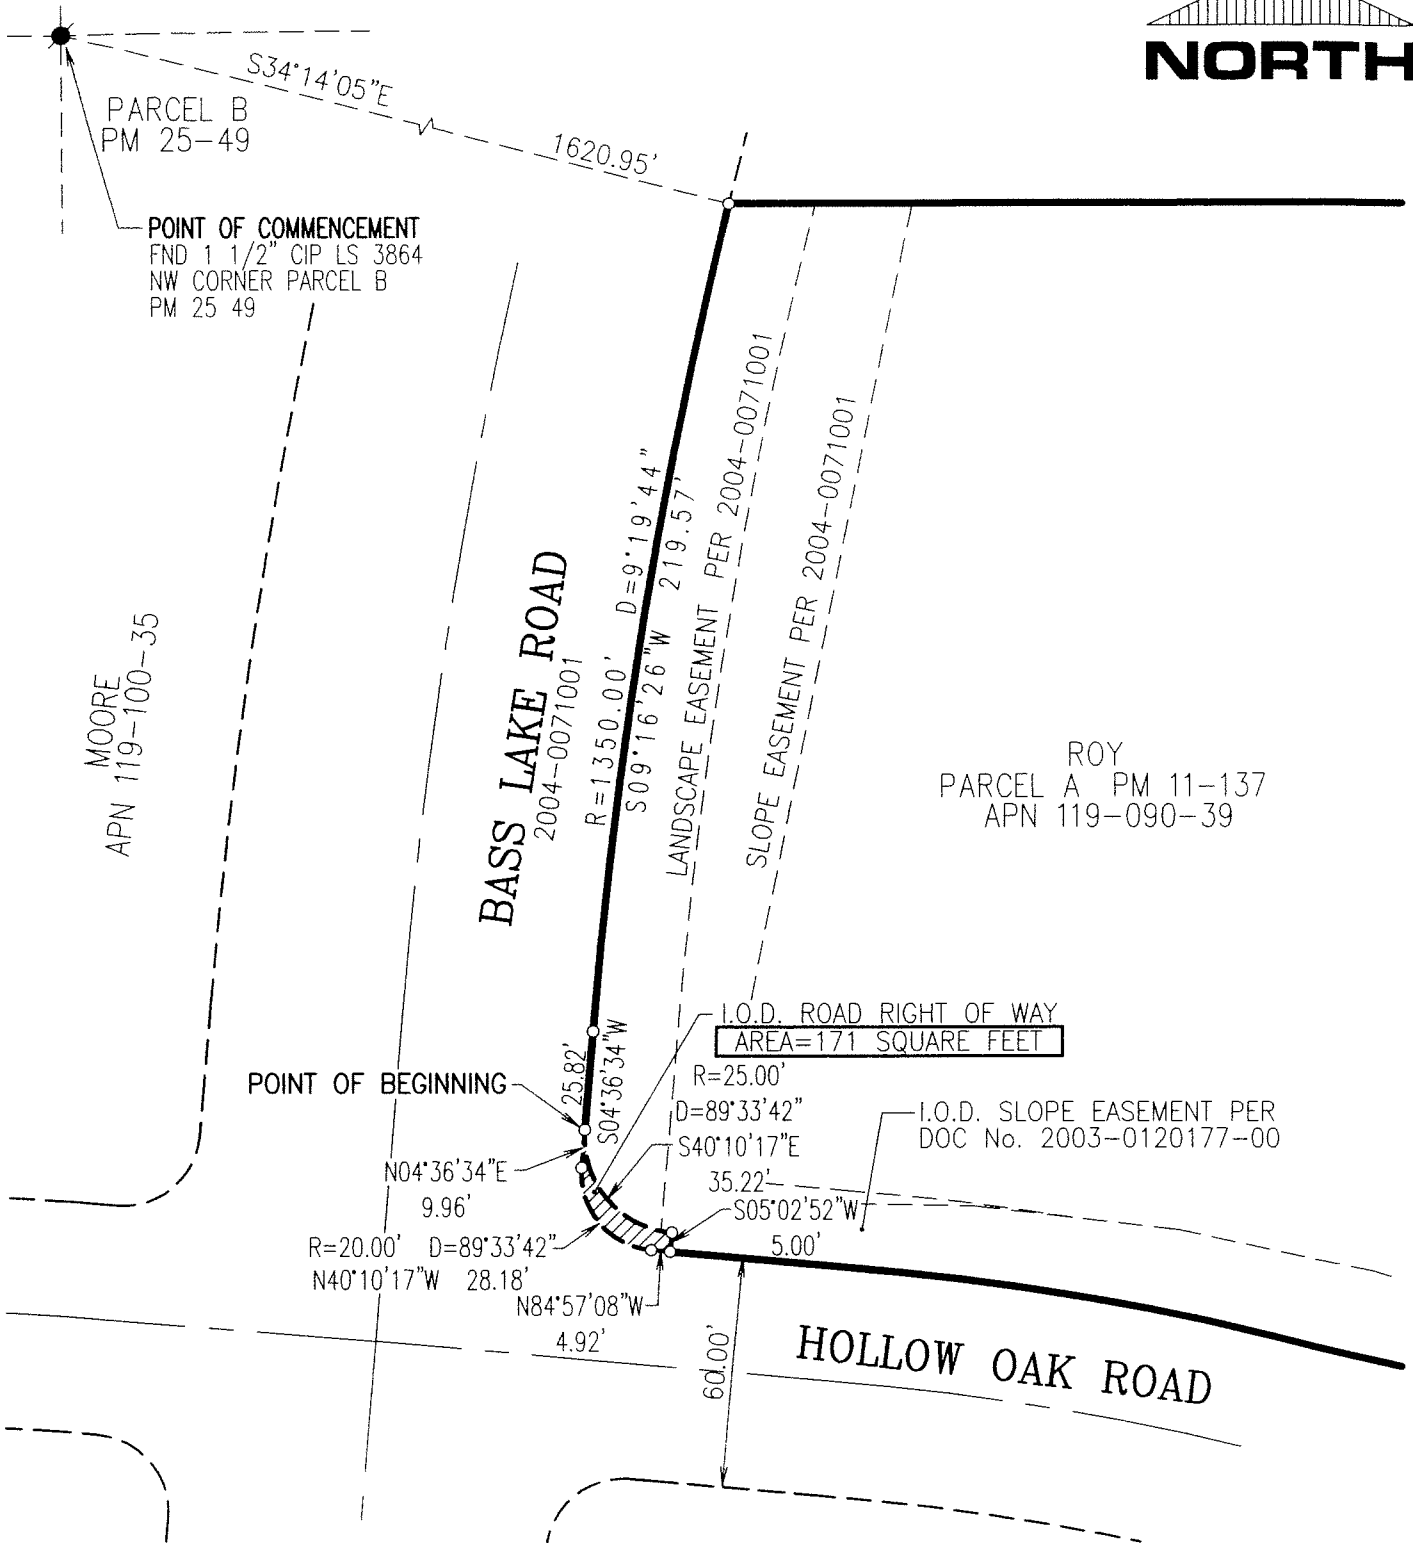 NORTH
S34°14'05"E
PARCEL B
PM 25-49
1620.95'
POINT OF COMMENCEMENT
FND 1 1/2" CIP LS 3864
NW CORNER PARCEL B
PM 25 49
MOORE
APN 119-100-35
BASS LAKE ROAD
2004-0071001
R=1350.00' D=9°19'44"
S09°16'26"W 219.57'
LANDSCAPE EASEMENT PER 2004-0071001
SLOPE EASEMENT PER 2004-0071001
ROY
PARCEL A PM 11-137
APN 119-090-39
I.O.D. ROAD RIGHT OF WAY
AREA=171 SQUARE FEET
POINT OF BEGINNING
25.82'
S04°36'34"W
R=25.00'
D=89°33'42"
S40°10'17"E
35.22'
I.O.D. SLOPE EASEMENT PER
DOC No. 2003-0120177-00
N04°36'34"E
9.96'
S05°02'52"W
5.00'
R=20.00' D=89°33'42"
N40°10'17"W 28.18'
N84°57'08"W
4.92'
60.00'
HOLLOW OAK ROAD